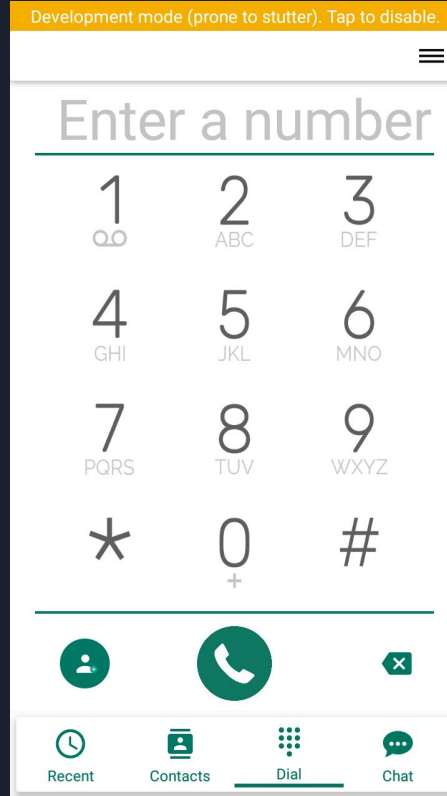 Development mode (prone to stutter). Tap to disable.
Enter a number
1 2 3
ABC DEF
4 5 6
GHI JKL MNO
7 8 9
PQRS TUV WXYZ
* 0 #
+
Recent Contacts Dial Chat